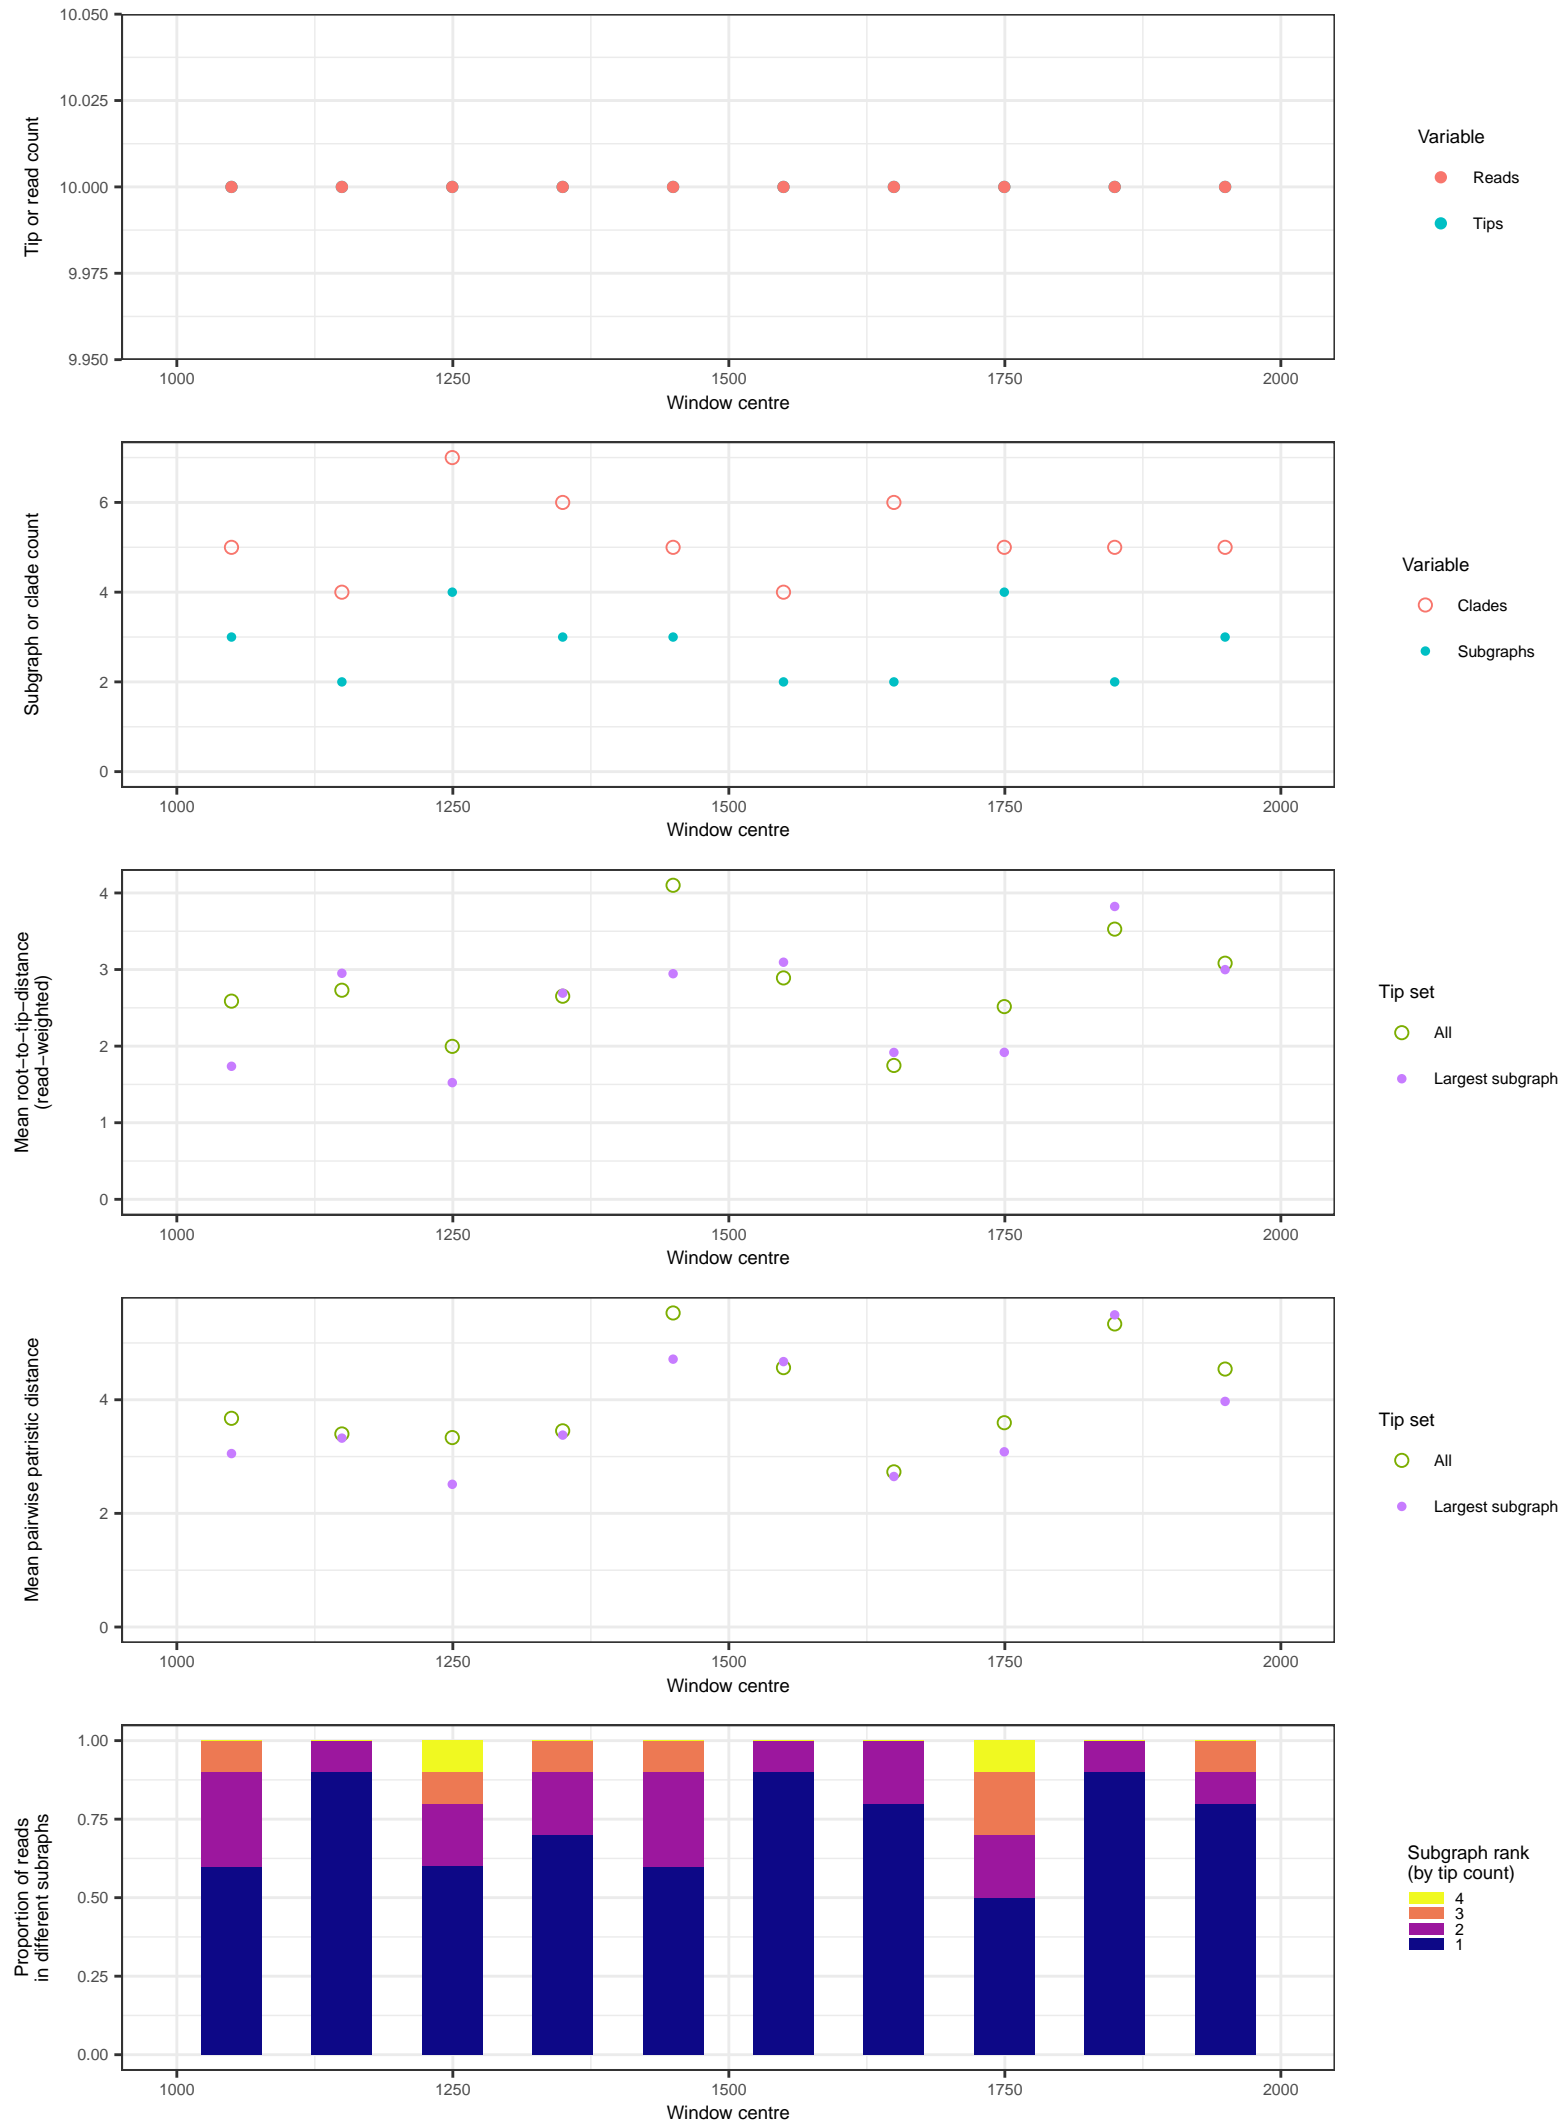 10.050
10.025
10.000
9.975
9.950
Tip or read count
1000 1250 1500 1750 2000
Window centre
Variable
Reads
Tips
6
4
2
0
Subgraph or clade count
1000 1250 1500 1750 2000
Window centre
Variable
Clades
Subgraphs
4
3
2
1
0
Mean root−to−tip−distance
(read−weighted)
1000 1250 1500 1750 2000
Window centre
Tip set
All
Largest subgraph
4
2
0
Mean pairwise patristic distance
1000 1250 1500 1750 2000
Window centre
Tip set
All
Largest subgraph
1.00
0.75
0.50
0.25
0.00
Proportion of reads
in different subraphs
1000 1250 1500 1750 2000
Window centre
Subgraph rank
(by tip count)
4
3
2
1